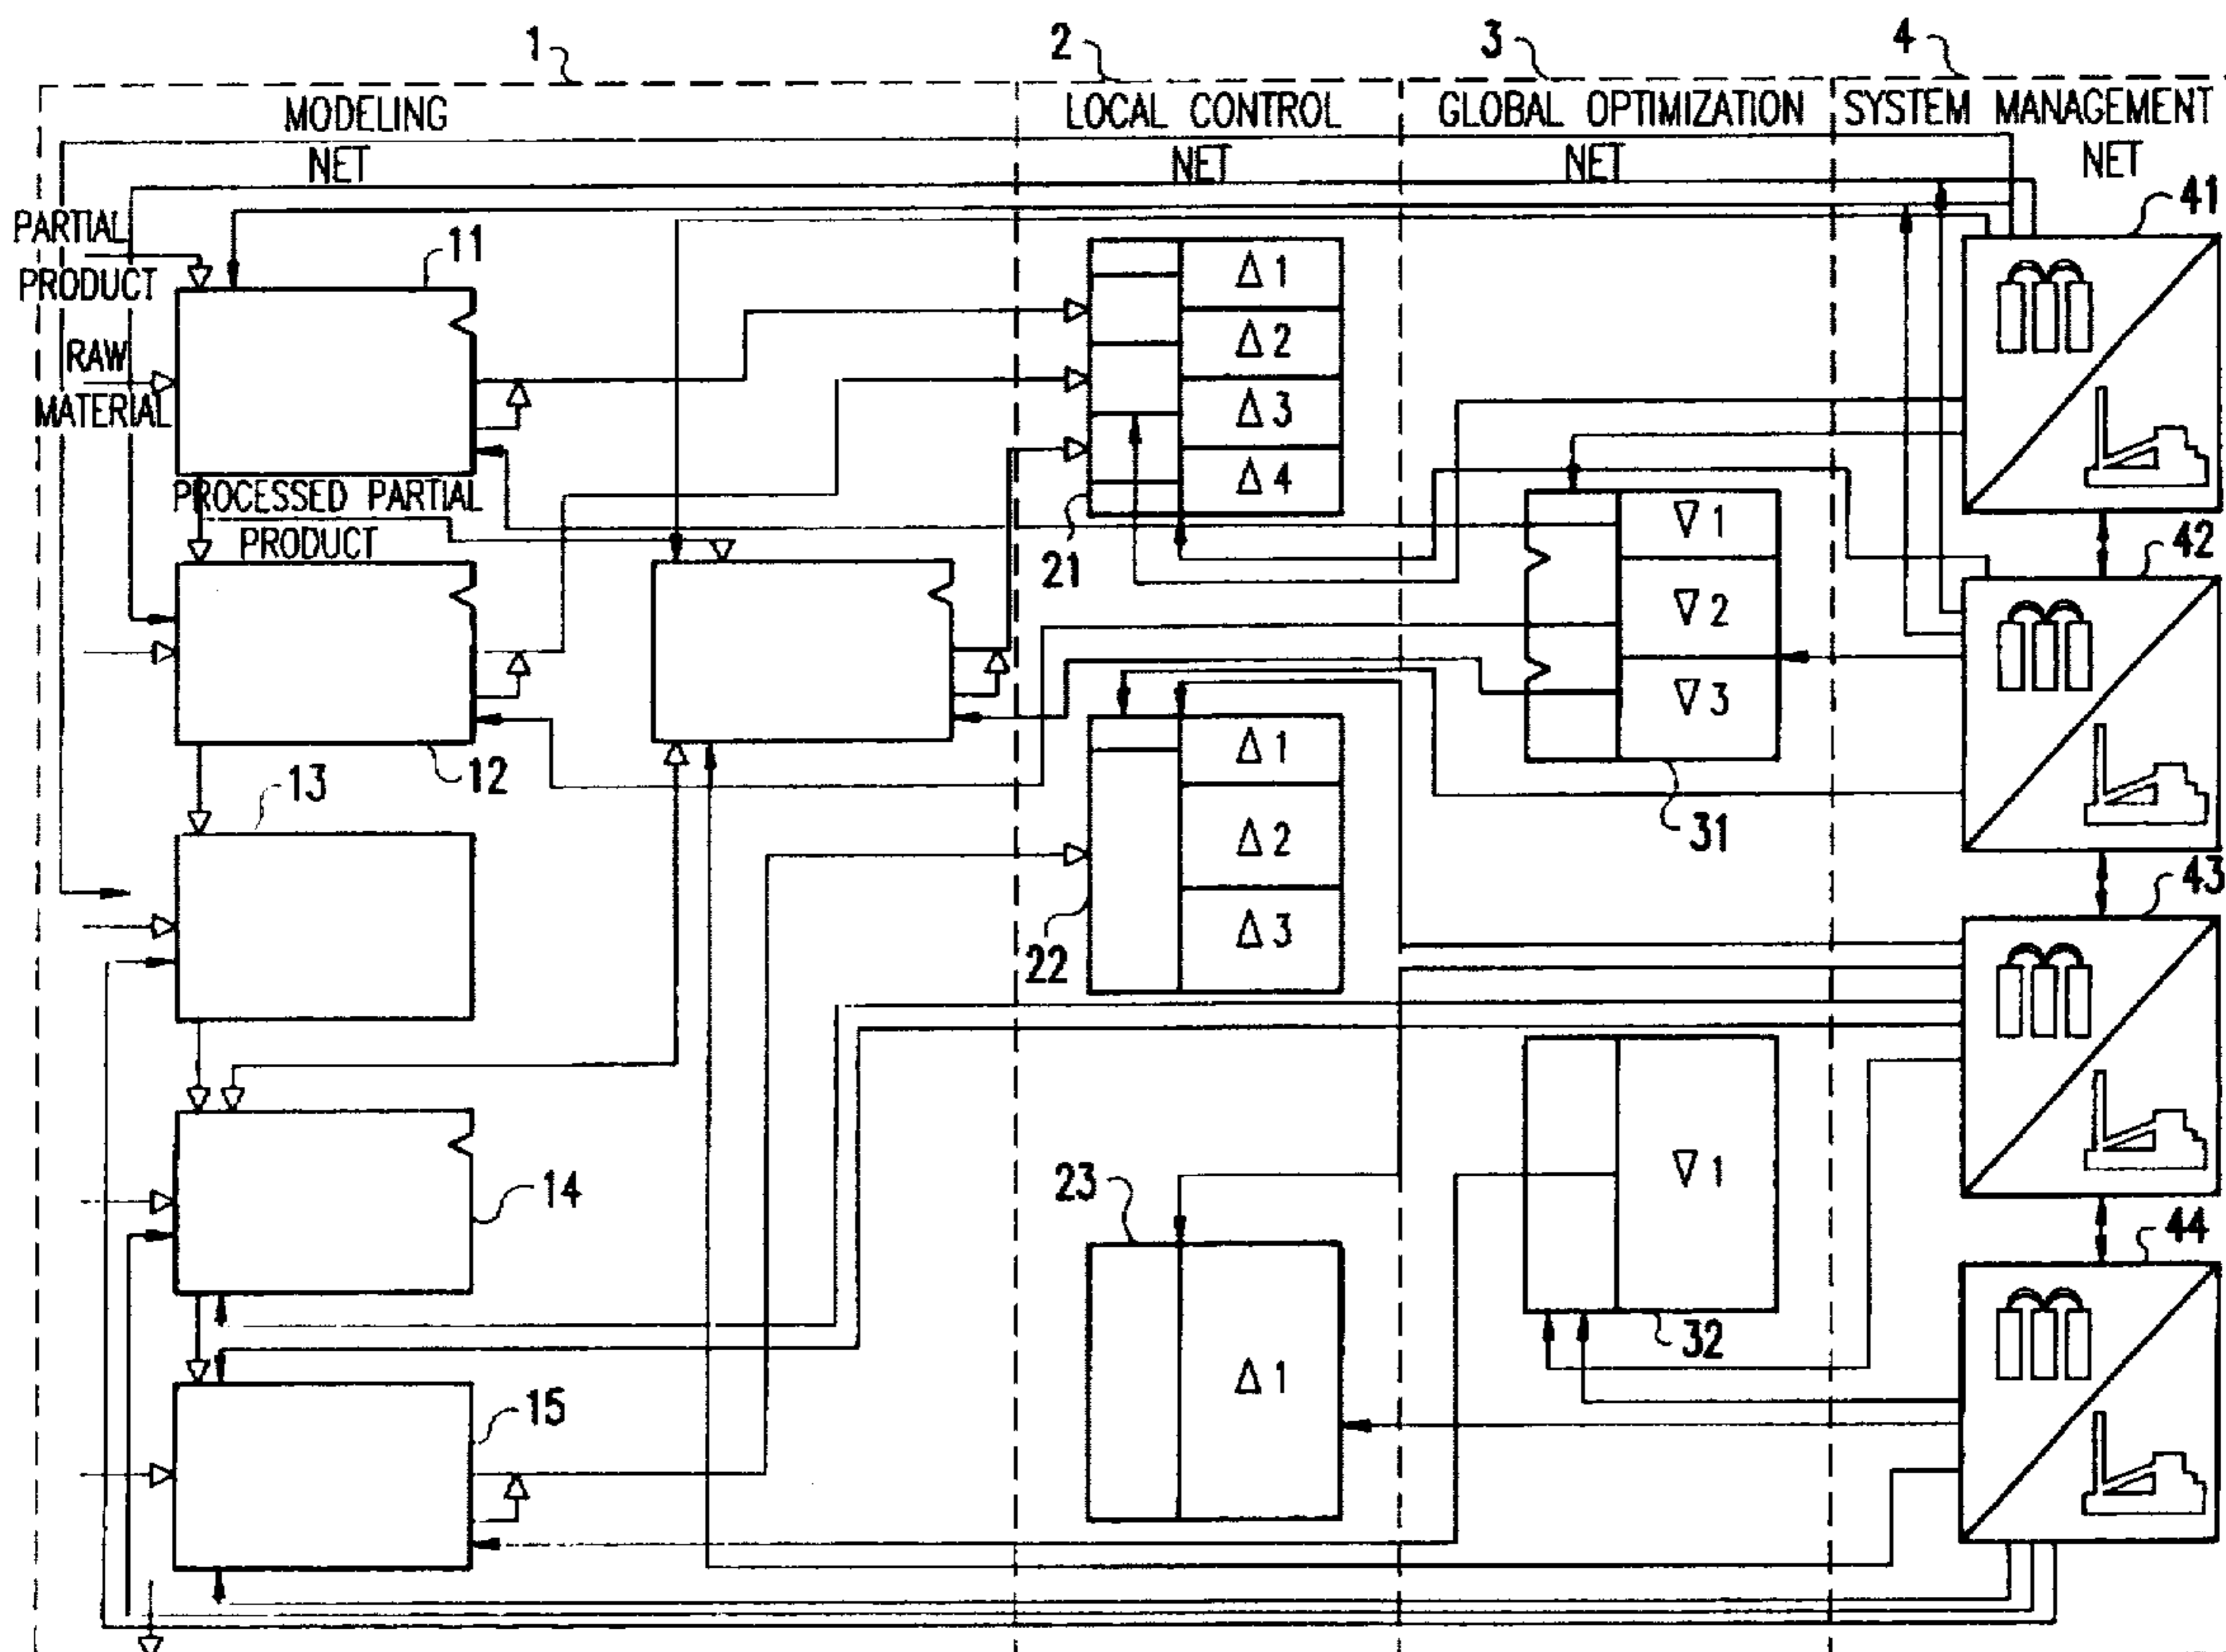 1
2
3
4
MODELING
LOCAL CONTROL
GLOBAL OPTIMIZATION
SYSTEM MANAGEMENT
NET
NET
NET
NET
PARTIAL
PRODUCT
RAW
MATERIAL
11
PROCESSED PARTIAL
PRODUCT
12
13
14
15
Δ 1
Δ 2
Δ 3
Δ 4
21
Δ 1
Δ 2
Δ 3
22
23
Δ 1
∇ 1
∇ 2
∇ 3
31
∇ 1
32
41
42
43
44